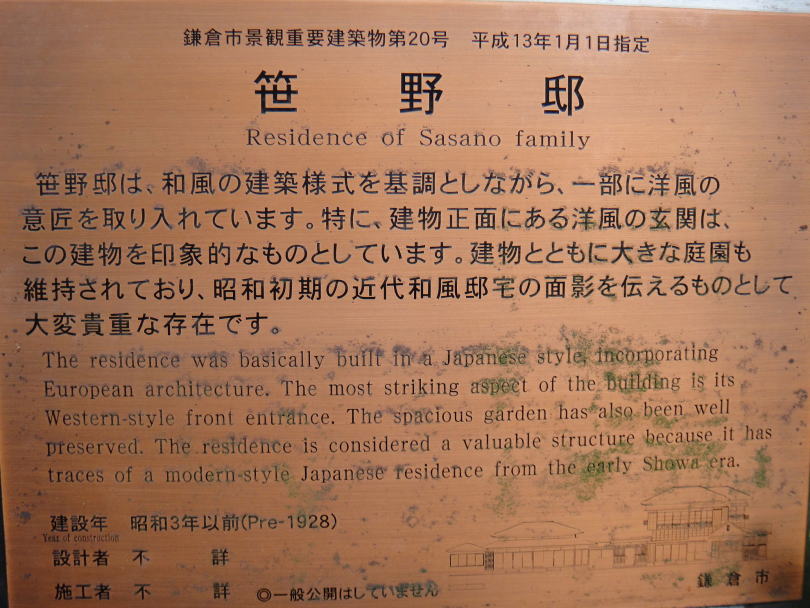 鎌倉市景観重要建築物第20号　平成13年1月1日指定
笹　野　邸
Residence of Sasano family
笹野邸は、和風の建築様式を基調としながら、一部に洋風の
意匠を取り入れています。特に、建物正面にある洋風の玄関は、
この建物を印象的なものとしています。建物とともに大きな庭園も
維持されており、昭和初期の近代和風邸宅の面影を伝えるものとして
大変貴重な存在です。
The residence was basically built in a Japanese style, incorporating
European architecture. The most striking aspect of the building is its
Western-style front entrance. The spacious garden has also been well
preserved. The residence is considered a valuable structure because it has
traces of a modern-style Japanese residence from the early Showa era.
建設年　昭和3年以前(Pre-1928)
Year of construction
設計者　不　　詳
施工者　不　　詳　◎一般公開はしていません
鎌倉市